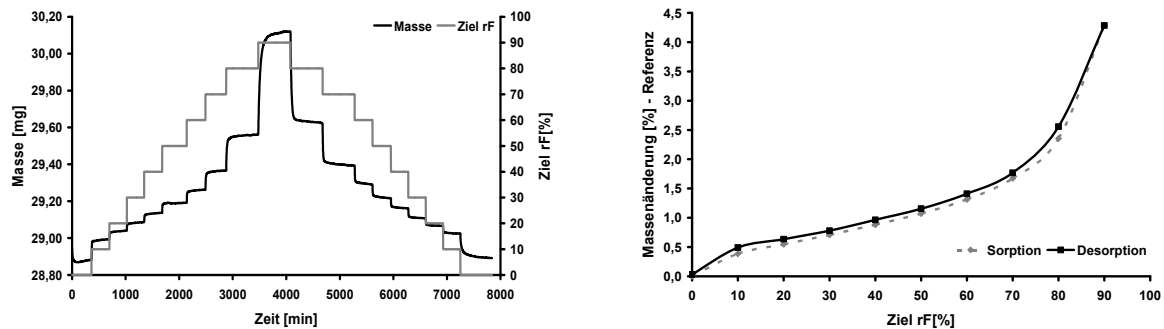 30,20
30,00
29,80
29,60
29,40
29,20
29,00
28,80
Masse [mg]
Masse
Ziel rF
100
90
80
70
60
50
40
30
20
10
0
Ziel rF[%]
0 1000 2000 3000 4000 5000 6000 7000 8000
Zeit [min]
4,5
4,0
3,5
3,0
2,5
2,0
1,5
1,0
0,5
0,0
Massenänderung [%] - Referenz
Sorption
Desorption
0 10 20 30 40 50 60 70 80 90 100
Ziel rF[%]